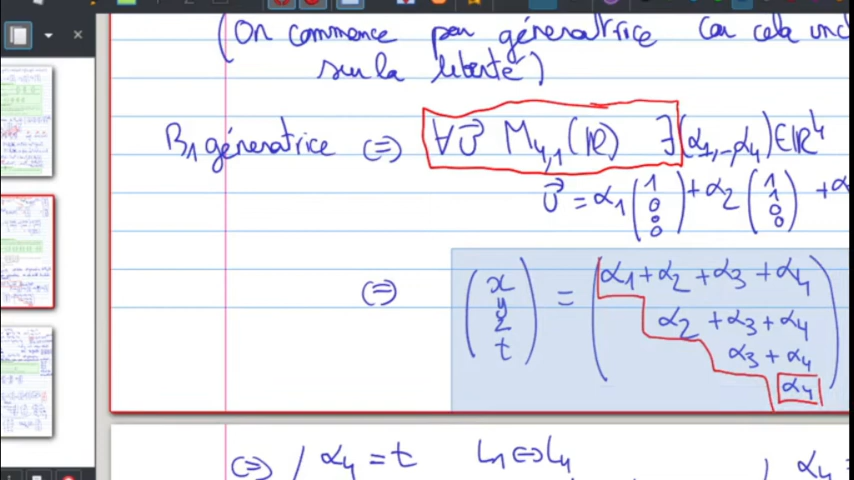 (On commence par génératrice car cela
sur la liberté)
B₁ génératrice ⟺ ∀ v⃗ M₄,₁(ℝ) ∃ (α₁,-,α₄) ∈ ℝ⁴
v⃗ = α₁ (1 0 0 0) + α₂ (1 1 0 0) + α
⟺ (x y z t) = (α₁ + α₂ + α₃ + α₄
α₂ + α₃ + α₄
α₃ + α₄
α₄)
⟺ / α₄ = t L₁ ⟺ L₄ / α₄ =